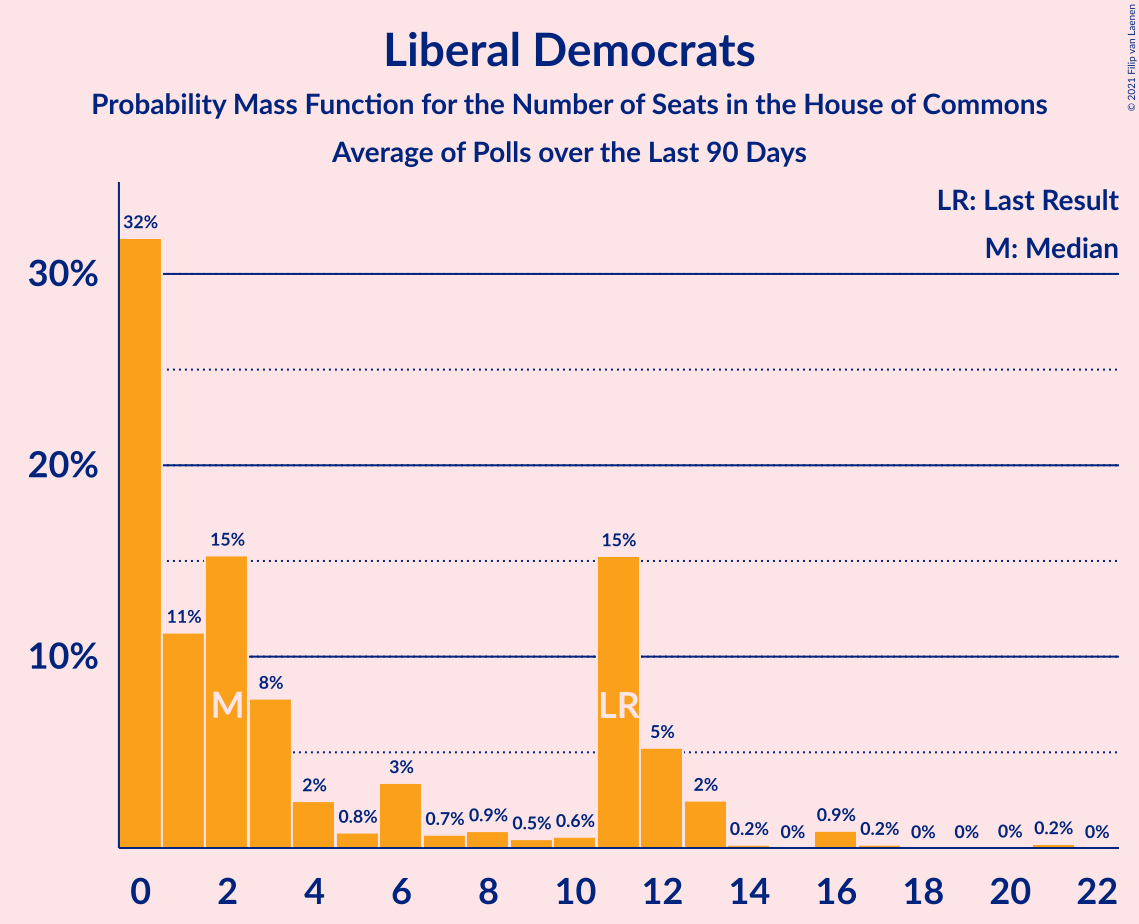 Liberal Democrats
Probability Mass Function for the Number of Seats in the House of Commons
Average of Polls over the Last 90 Days
© 2021 Filip van Laenen
LR: Last Result
M: Median
30%
20%
10%
32%
11%
15%
8%
2%
0.8%
3%
0.7%
0.9%
0.5%
0.6%
15%
5%
2%
0.2%
0%
0.9%
0.2%
0%
0%
0%
0.2%
0%
M
LR
0 2 4 6 8 10 12 14 16 18 20 22